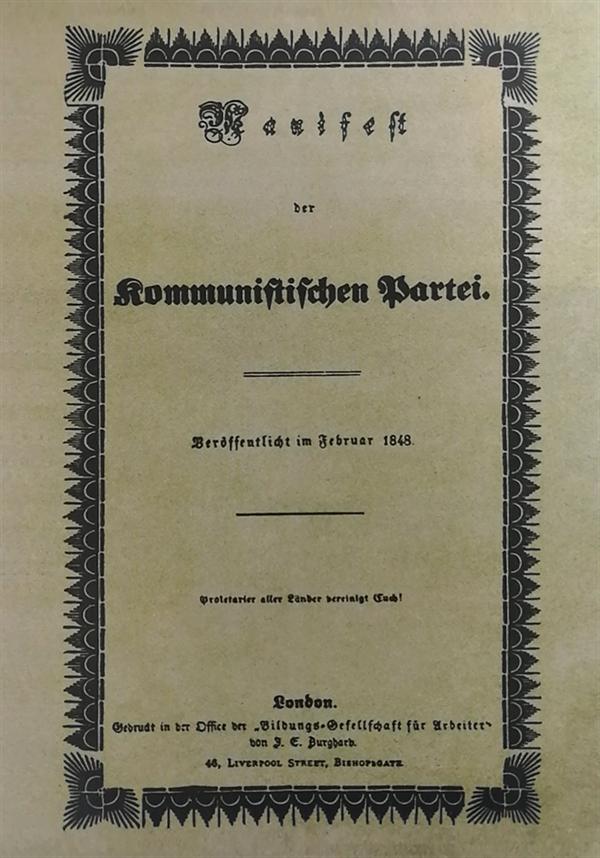 Manifest
der
Kommunistischen Partei.
Veröffentlicht im Februar 1848.
Proletarier aller Länder vereinigt Euch!
London.
Gedruckt in der Office der „Bildungs-Gesellschaft für Arbeiter“
von J. E. Burghard.
46, LIVERPOOL STREET, BISHOPSGATE.